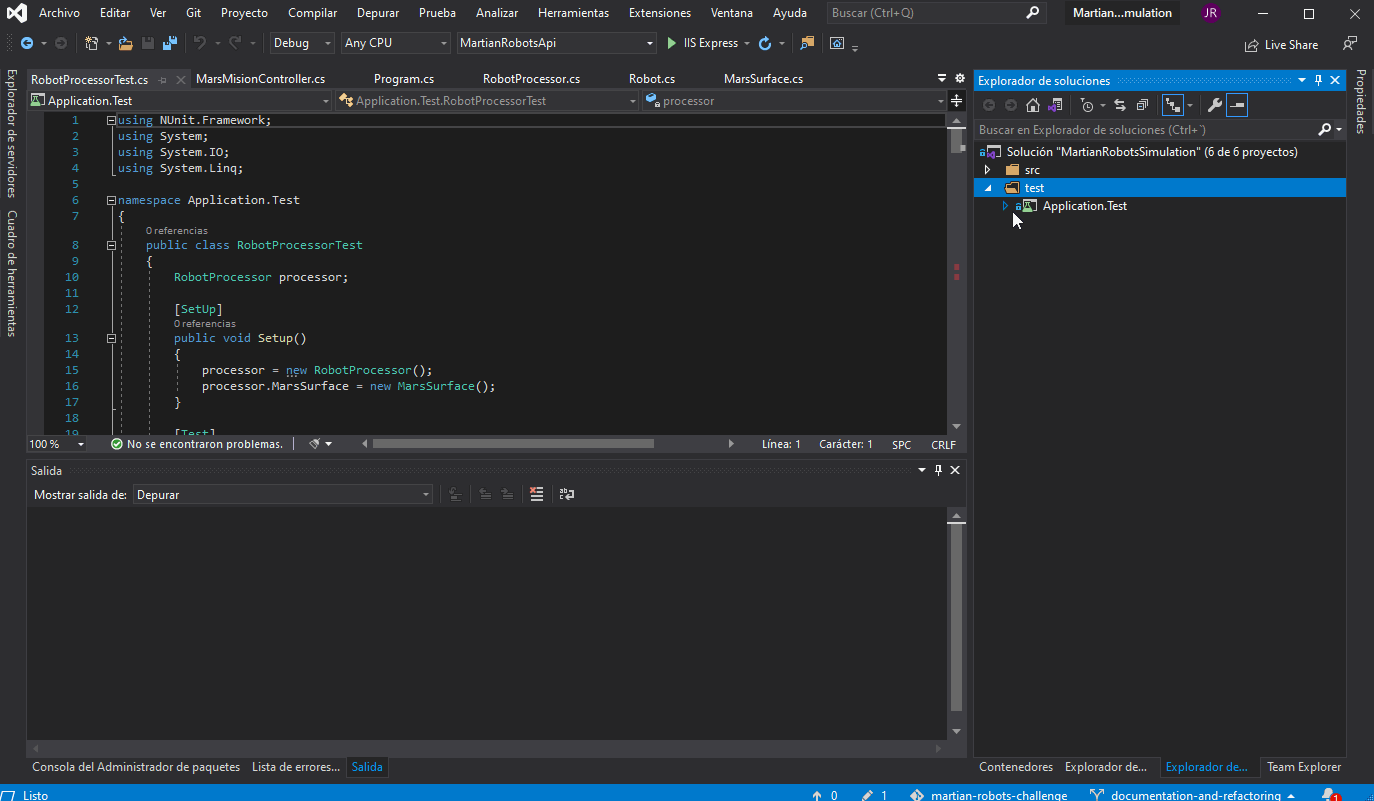 Archivo Editar Ver Git Proyecto Compilar Depurar Prueba Analizar Herramientas Extensiones Ventana Ayuda Buscar (Ctrl+Q) Martian...mulation JR
Debug Any CPU MartianRobotsApi IIS Express Live Share
Explorador de servidores
Cuadro de herramientas
RobotProcessorTest.cs MarsMisionController.cs Program.cs RobotProcessor.cs Robot.cs MarsSurface.cs
Application.Test Application.Test.RobotProcessorTest processor
1 using NUnit.Framework;
2 using System;
3 using System.IO;
4 using System.Linq;
5
6 namespace Application.Test
7 {
0 referencias
8 public class RobotProcessorTest
9 {
10 RobotProcessor processor;
11
12 [SetUp]
0 referencias
13 public void Setup()
14 {
15 processor = new RobotProcessor();
16 processor.MarsSurface = new MarsSurface();
17 }
18
19 [Test]
100 % No se encontraron problemas. Línea: 1 Carácter: 1 SPC CRLF
Salida
Mostrar salida de: Depurar
Consola del Administrador de paquetes Lista de errores... Salida
Explorador de soluciones
Buscar en Explorador de soluciones (Ctrl+`)
Solución "MartianRobotsSimulation" (6 de 6 proyectos)
src
test
Application.Test
Contenedores Explorador de... Explorador de... Team Explorer
Propiedades
Listo 0 1 martian-robots-challenge documentation-and-refactoring 1